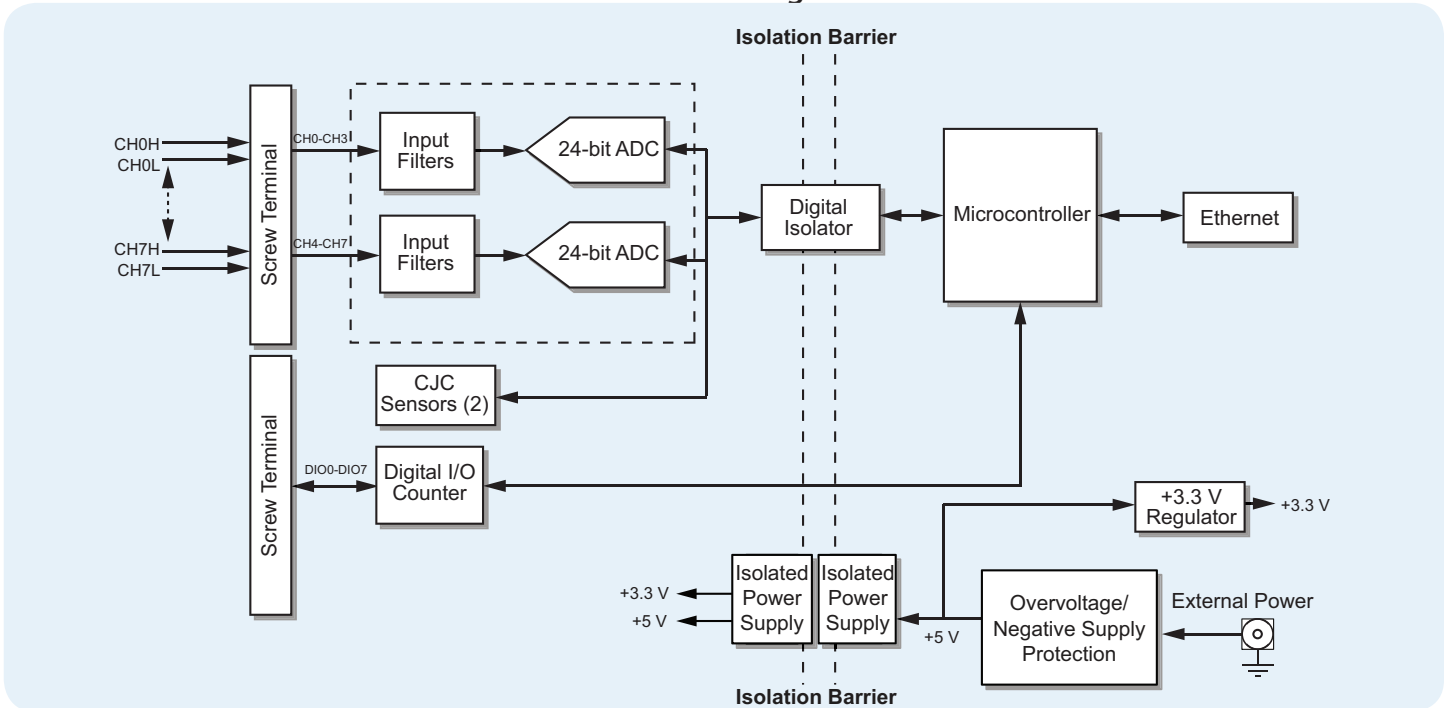 Isolation Barrier
CH0H
CH0L
CH7H
CH7L
Screw Terminal
CH0-CH3
CH4-CH7
Input
Filters
24-bit ADC
Input
Filters
24-bit ADC
Digital
Isolator
Microcontroller
Ethernet
CJC
Sensors (2)
Screw Terminal
DIO0-DIO7
Digital I/O
Counter
+3.3 V
Regulator
+3.3 V
+3.3 V
+5 V
Isolated
Power
Supply
Isolated
Power
Supply
+5 V
Overvoltage/
Negative Supply
Protection
External Power
Isolation Barrier